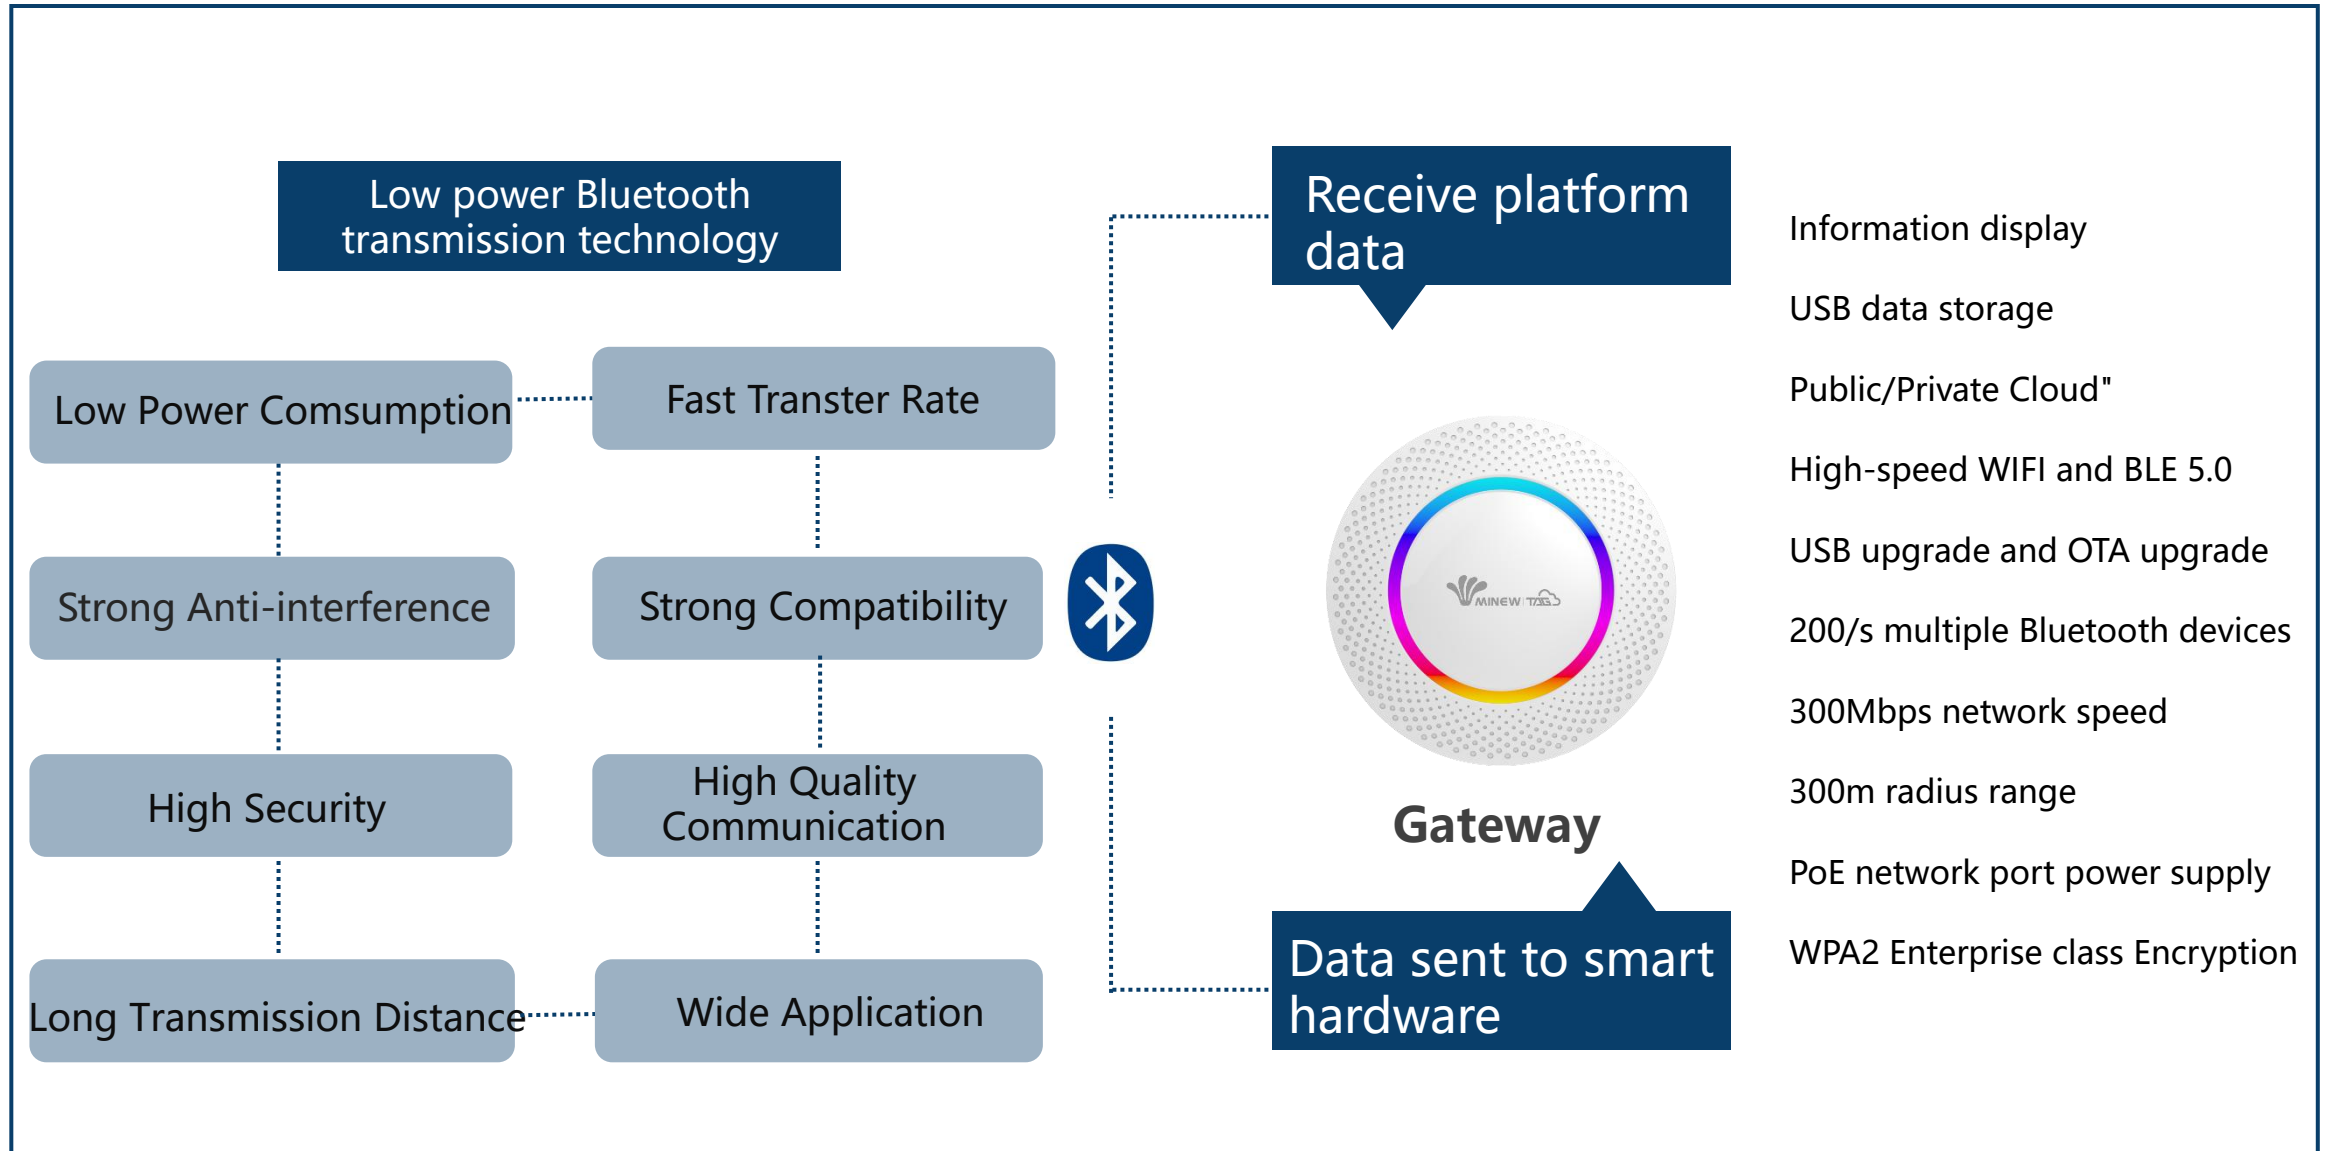 Low power Bluetooth
transmission technology
Low Power Comsumption
Fast Transter Rate
Strong Anti-interference
Strong Compatibility
High Security
High Quality
Communication
Long Transmission Distance
Wide Application
Receive platform
data
MINEW TAG
Gateway
Data sent to smart
hardware
Information display
USB data storage
Public/Private Cloud"
High-speed WIFI and BLE 5.0
USB upgrade and OTA upgrade
200/s multiple Bluetooth devices
300Mbps network speed
300m radius range
PoE network port power supply
WPA2 Enterprise class Encryption